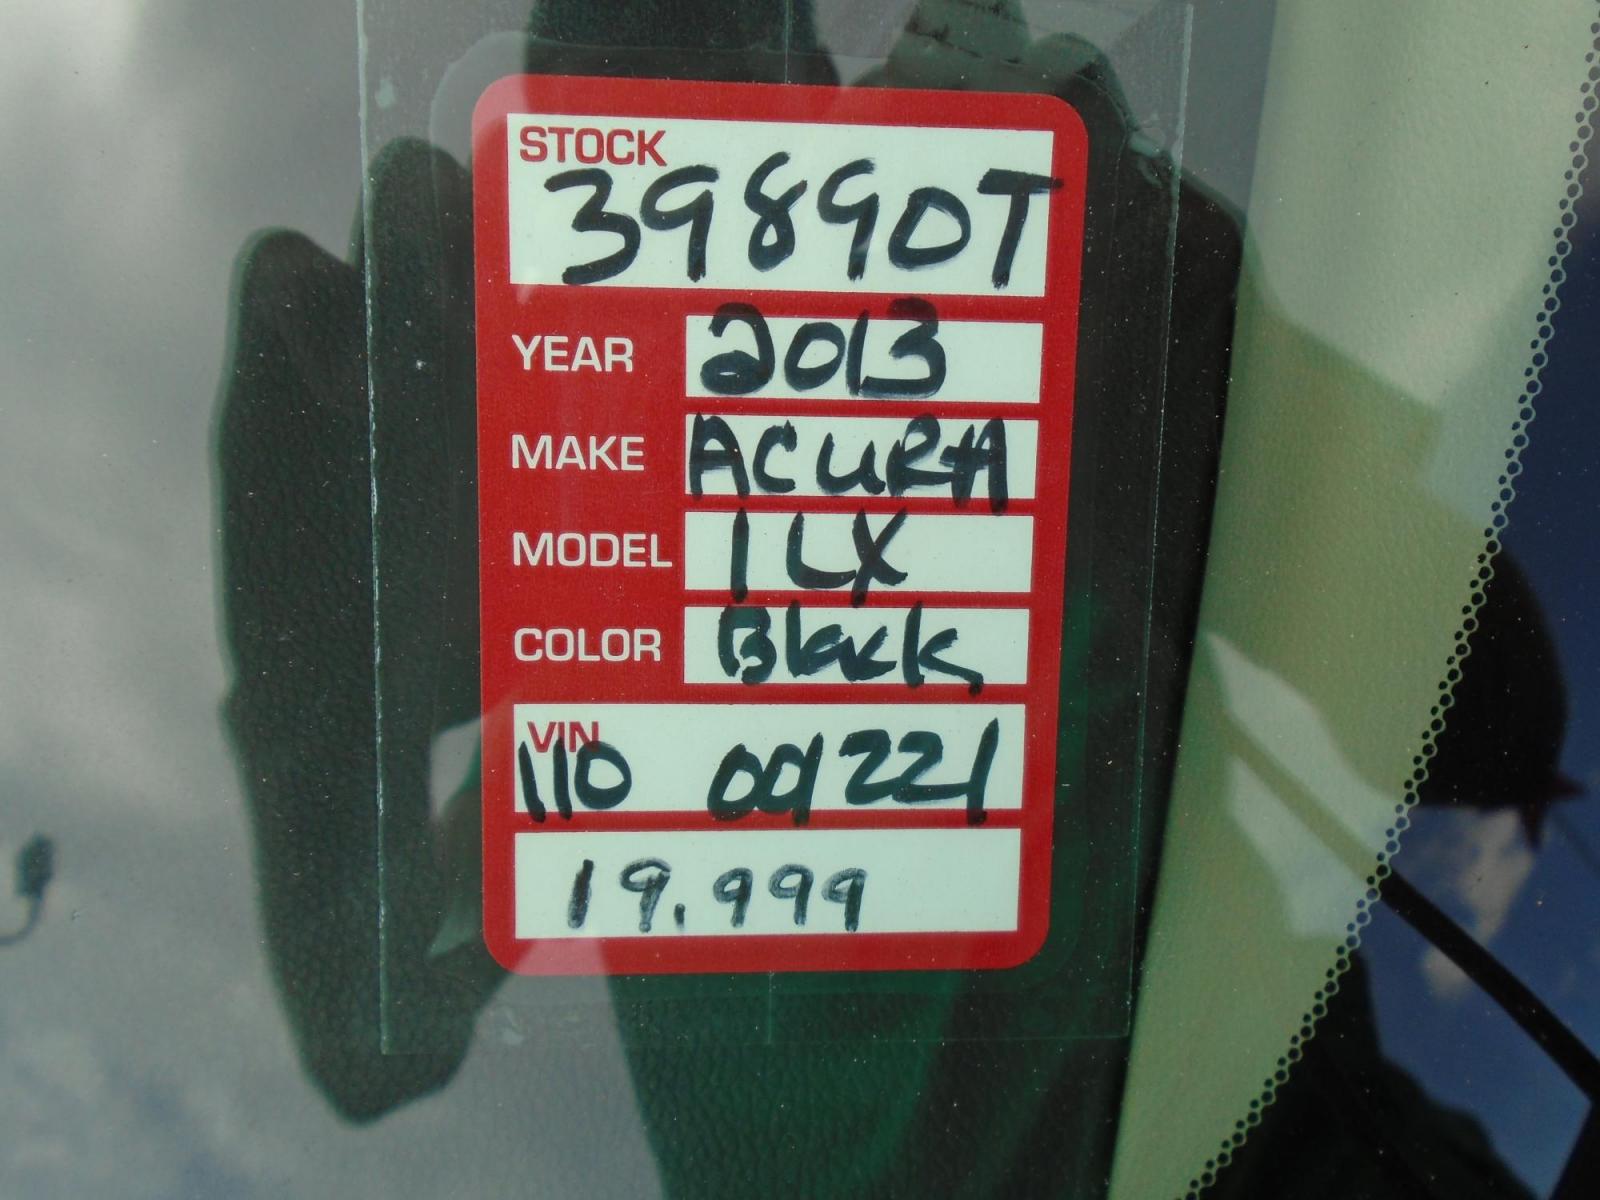 STOCK
39890T
YEAR 2013
MAKE ACURA
MODEL ILX
COLOR Black
VIN
110 001221
19.999